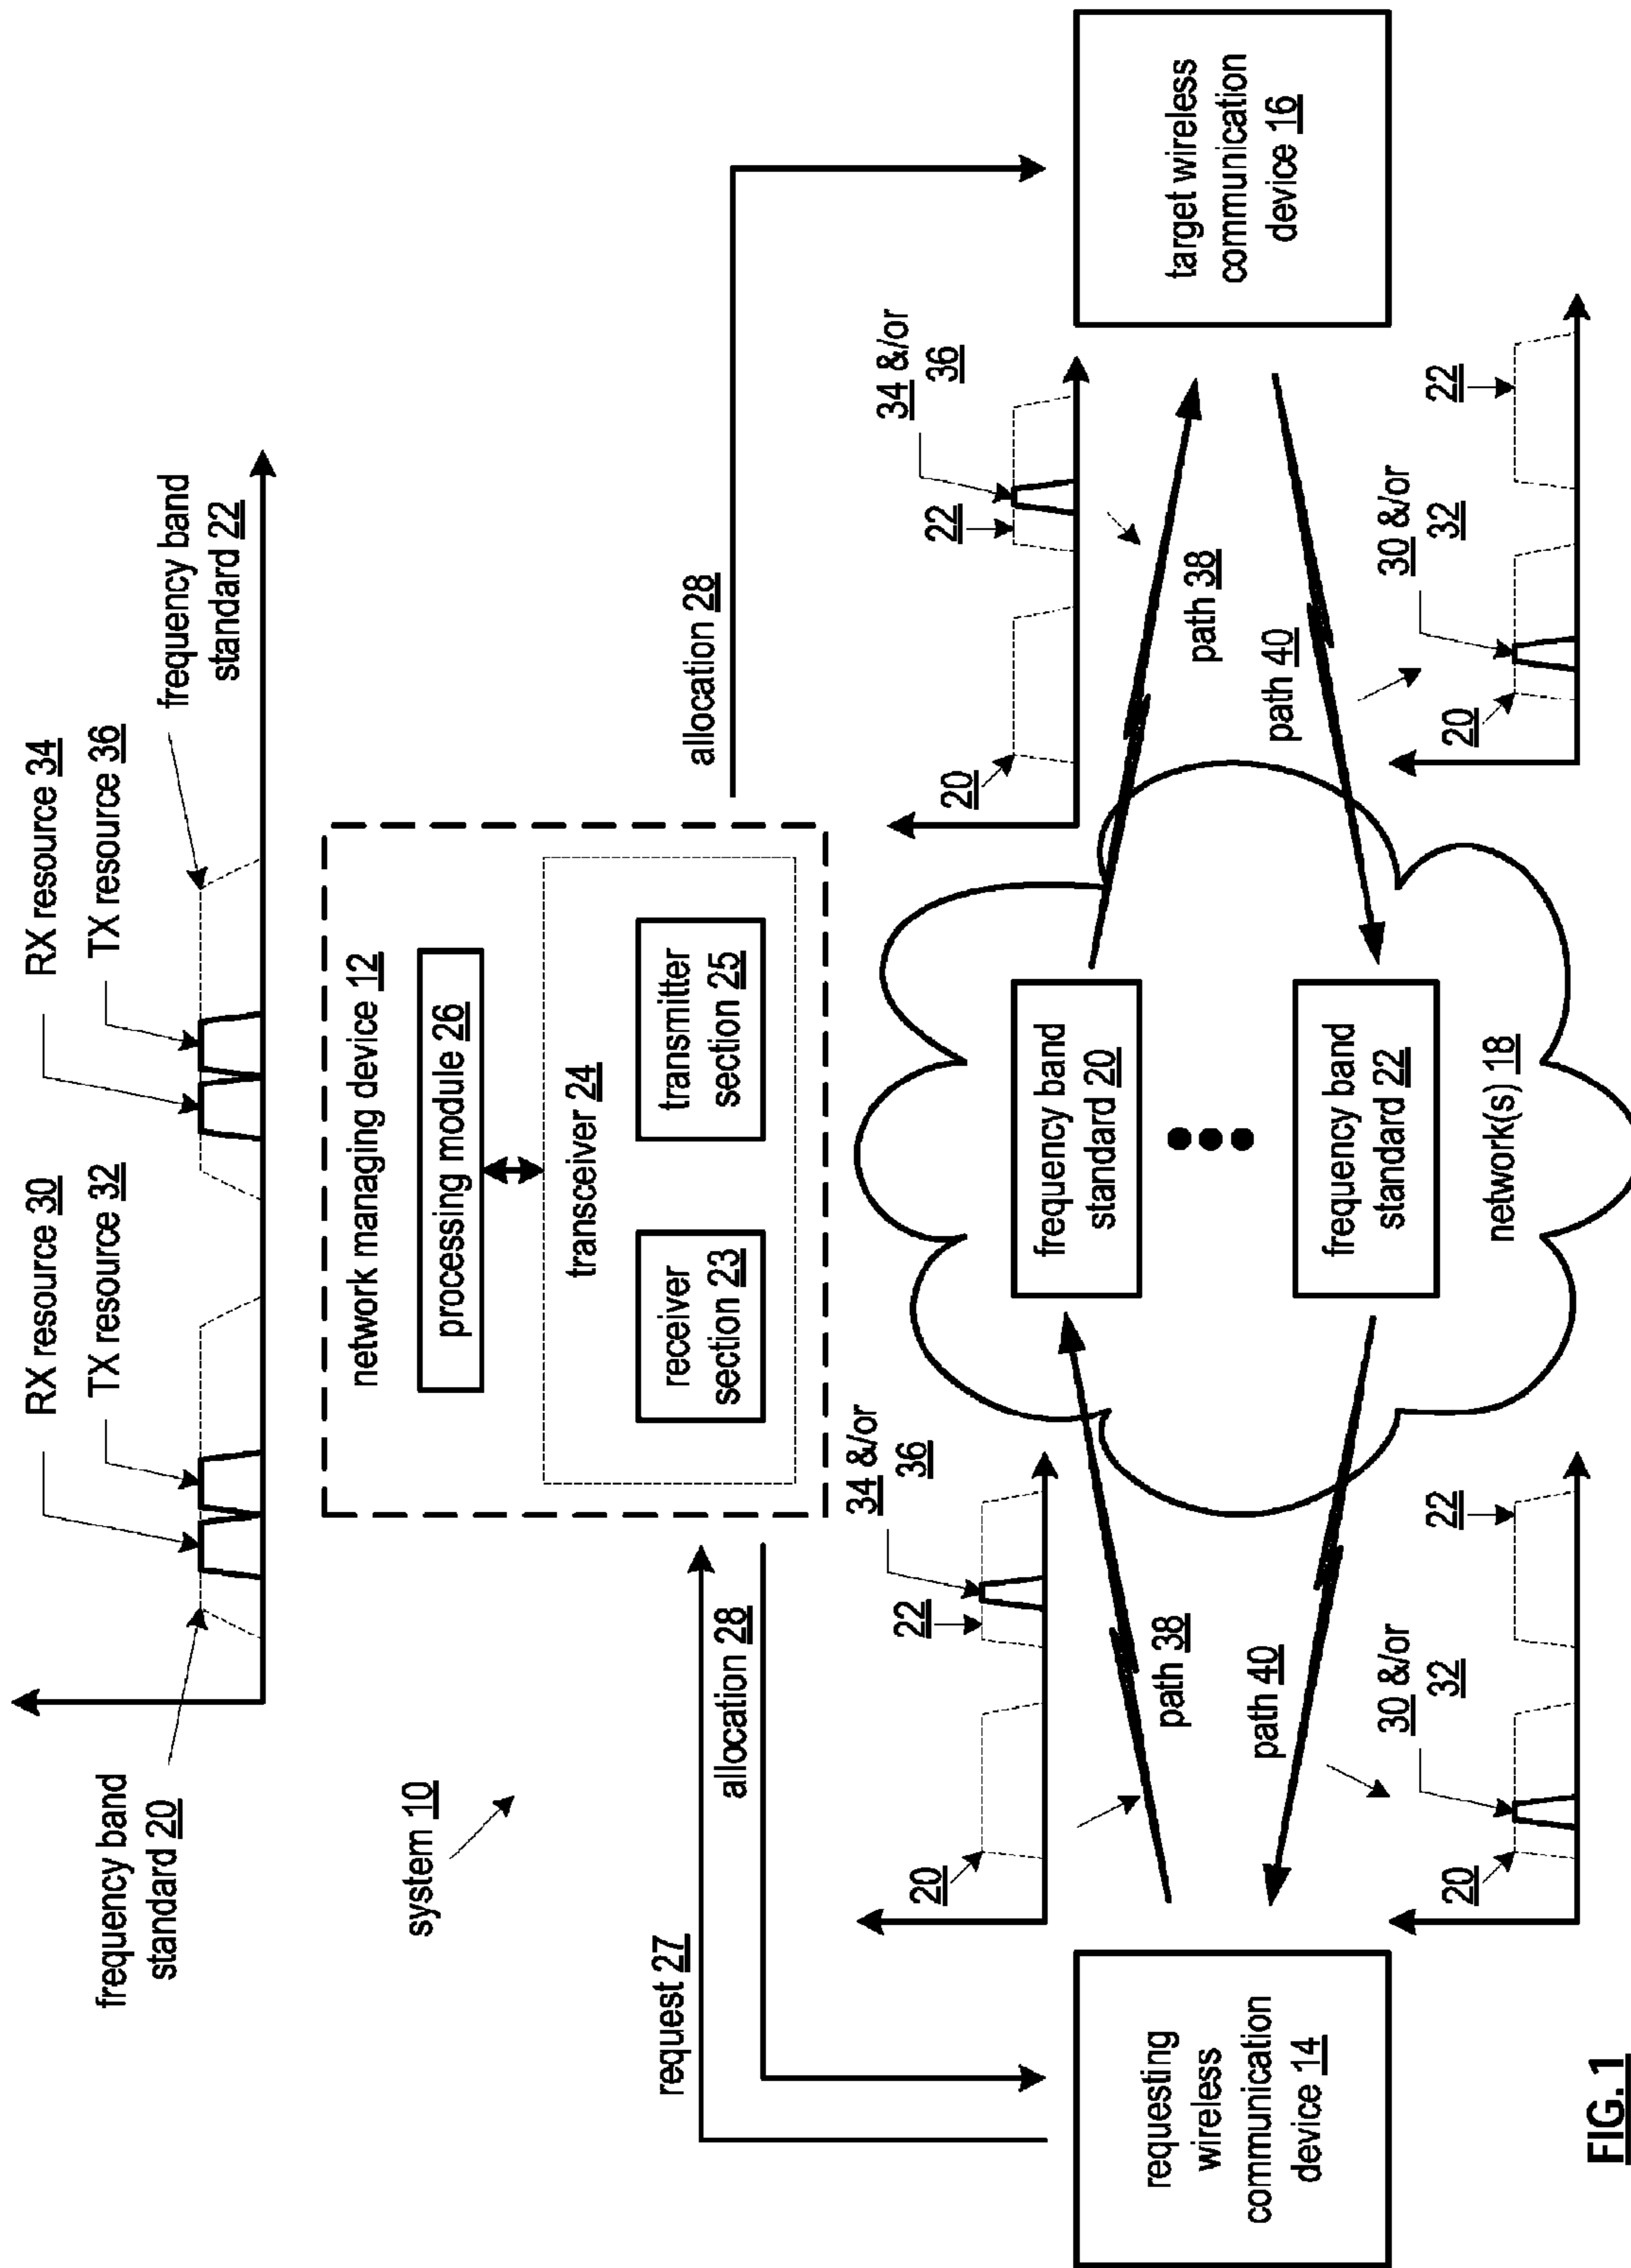 RX resource 30
TX resource 32
RX resource 34
TX resource 36
frequency band
standard 20
frequency band
standard 22
system 10
network managing device 12
processing module 26
transceiver 24
receiver
section 23
transmitter
section 25
request 27
allocation 28
allocation 28
20
22
34 &/or
36
20
22
34 &/or
36
requesting
wireless
communication
device 14
path 38
path 40
frequency band
standard 20
frequency band
standard 22
network(s) 18
path 38
path 40
target wireless
communication
device 16
20
30 &/or
32
22
20
30 &/or
32
22
FIG. 1